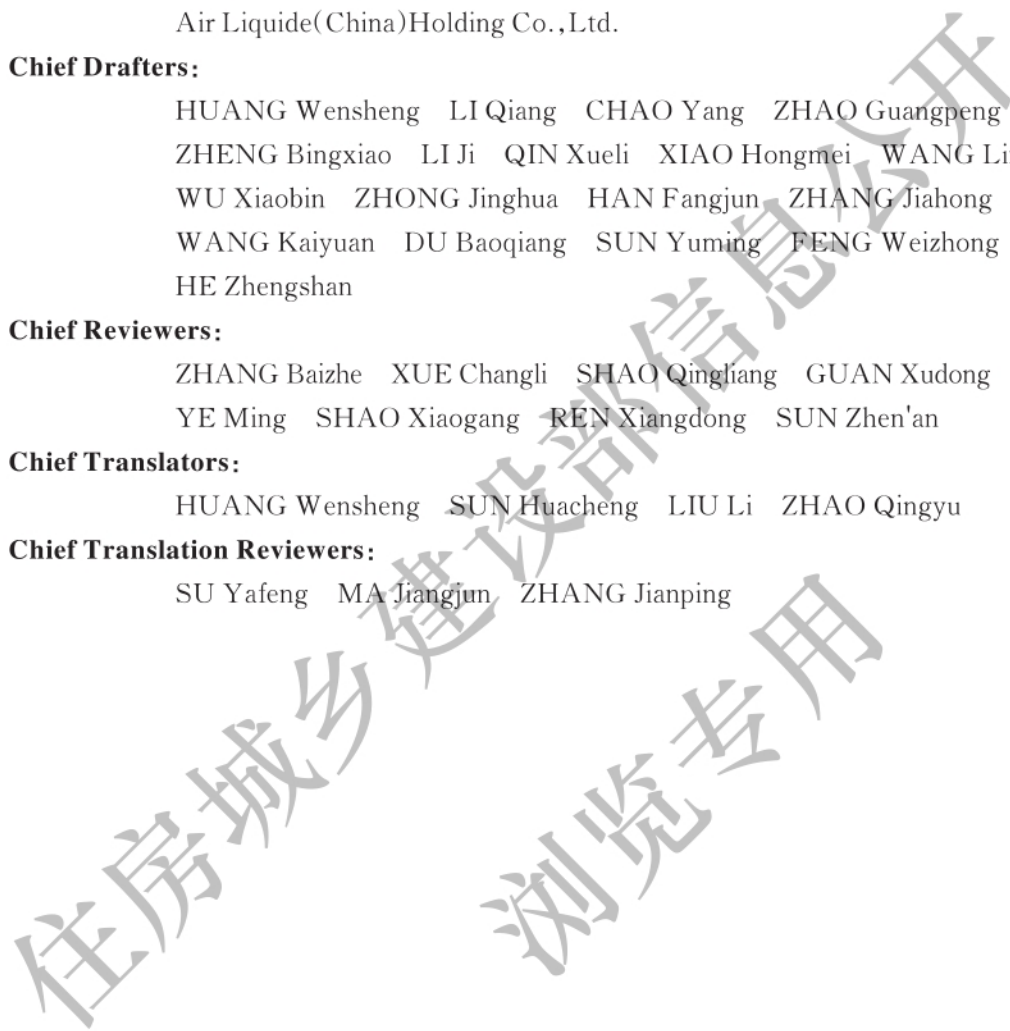 Air Liquide(China)Holding Co.,Ltd.
Chief Drafters:
HUANG Wensheng LI Qiang CHAO Yang ZHAO Guangpeng
ZHENG Bingxiao LI Ji QIN Xueli XIAO Hongmei WANG
WU Xiaobin ZHONG Jinghua HAN Fangjun ZHANG Jiahong
WANG Kaiyuan DU Baoqiang SUN Yuming FENG Weizhong
HE Zhengshan
Chief Reviewers:
ZHANG Baizhe XUE Changli SHAO Qingliang GUAN Xudong
YE Ming SHAO Xiaogang REN Xiangdong SUN Zhen'an
Chief Translators:
HUANG Wensheng SUN Huacheng LIU Li ZHAO Qingyu
Chief Translation Reviewers:
SU Yafeng MA Jiangjun ZHANG Jianping
住房城乡建设部信息公开
浏览专用